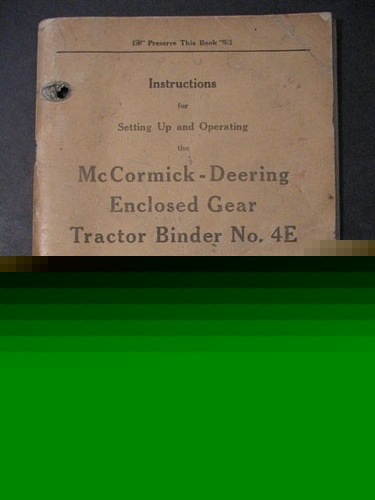 Preserve This Book
Instructions
for
Setting Up and Operating
the
McCormick-Deering
Enclosed Gear
Tractor Binder No. 4E